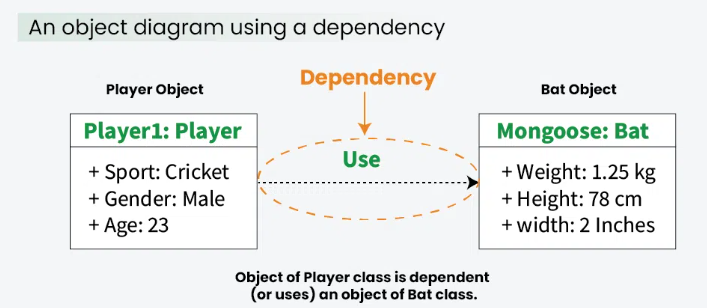 An object diagram using a dependency
Dependency
Player Object
Bat Object
Player1: Player
+ Sport: Cricket
+ Gender: Male
+ Age: 23
Use
Mongoose: Bat
+ Weight: 1.25 kg
+ Height: 78 cm
+ width: 2 Inches
Object of Player class is dependent
(or uses) an object of Bat class.